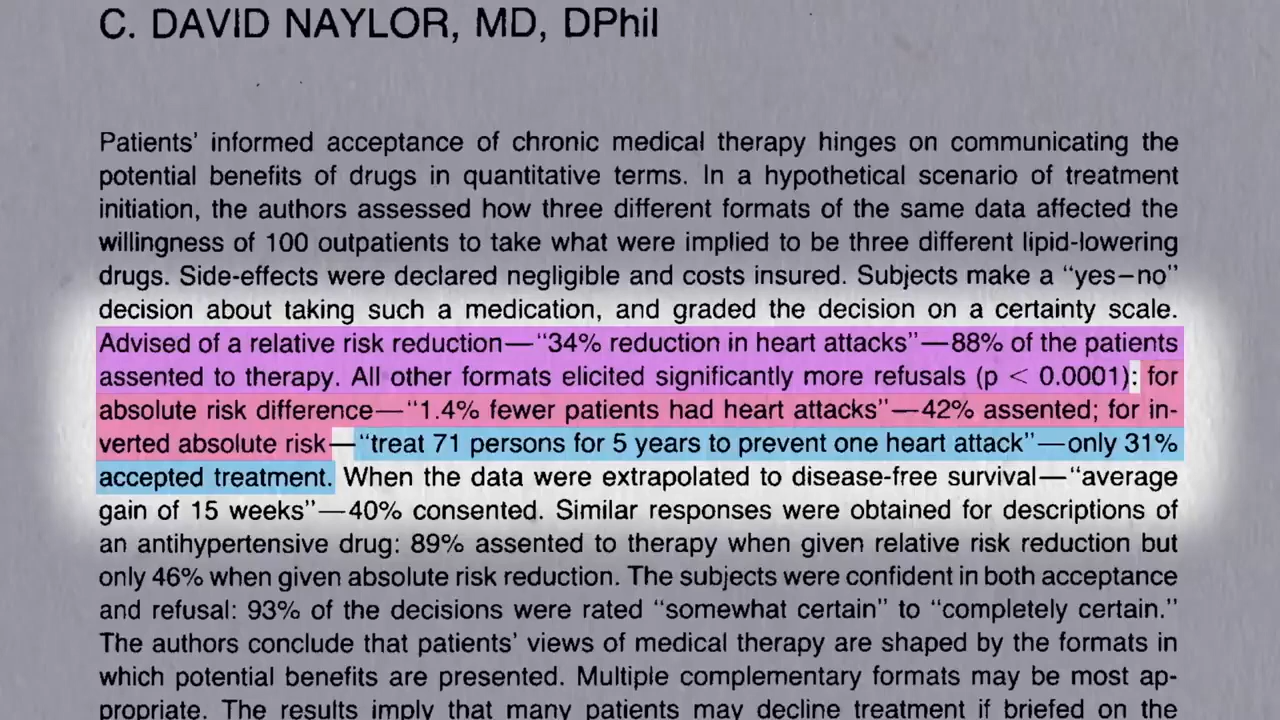 C. DAVID NAYLOR, MD, DPhil
Patients' informed acceptance of chronic medical therapy hinges on communicating the
potential benefits of drugs in quantitative terms. In a hypothetical scenario of treatment
initiation, the authors assessed how three different formats of the same data affected the
willingness of 100 outpatients to take what were implied to be three different lipid-lowering
drugs. Side-effects were declared negligible and costs insured. Subjects make a “yes–no”
decision about taking such a medication, and graded the decision on a certainty scale.
Advised of a relative risk reduction—“34% reduction in heart attacks”—88% of the patients
assented to therapy. All other formats elicited significantly more refusals (p < 0.0001): for
absolute risk difference—“1.4% fewer patients had heart attacks”—42% assented; for in-
verted absolute risk—“treat 71 persons for 5 years to prevent one heart attack”—only 31%
accepted treatment. When the data were extrapolated to disease-free survival—“average
gain of 15 weeks”—40% consented. Similar responses were obtained for descriptions of
an antihypertensive drug: 89% assented to therapy when given relative risk reduction but
only 46% when given absolute risk reduction. The subjects were confident in both acceptance
and refusal: 93% of the decisions were rated “somewhat certain” to “completely certain.”
The authors conclude that patients' views of medical therapy are shaped by the formats in
which potential benefits are presented. Multiple complementary formats may be most ap-
propriate. The results imply that many patients may decline treatment if briefed on the